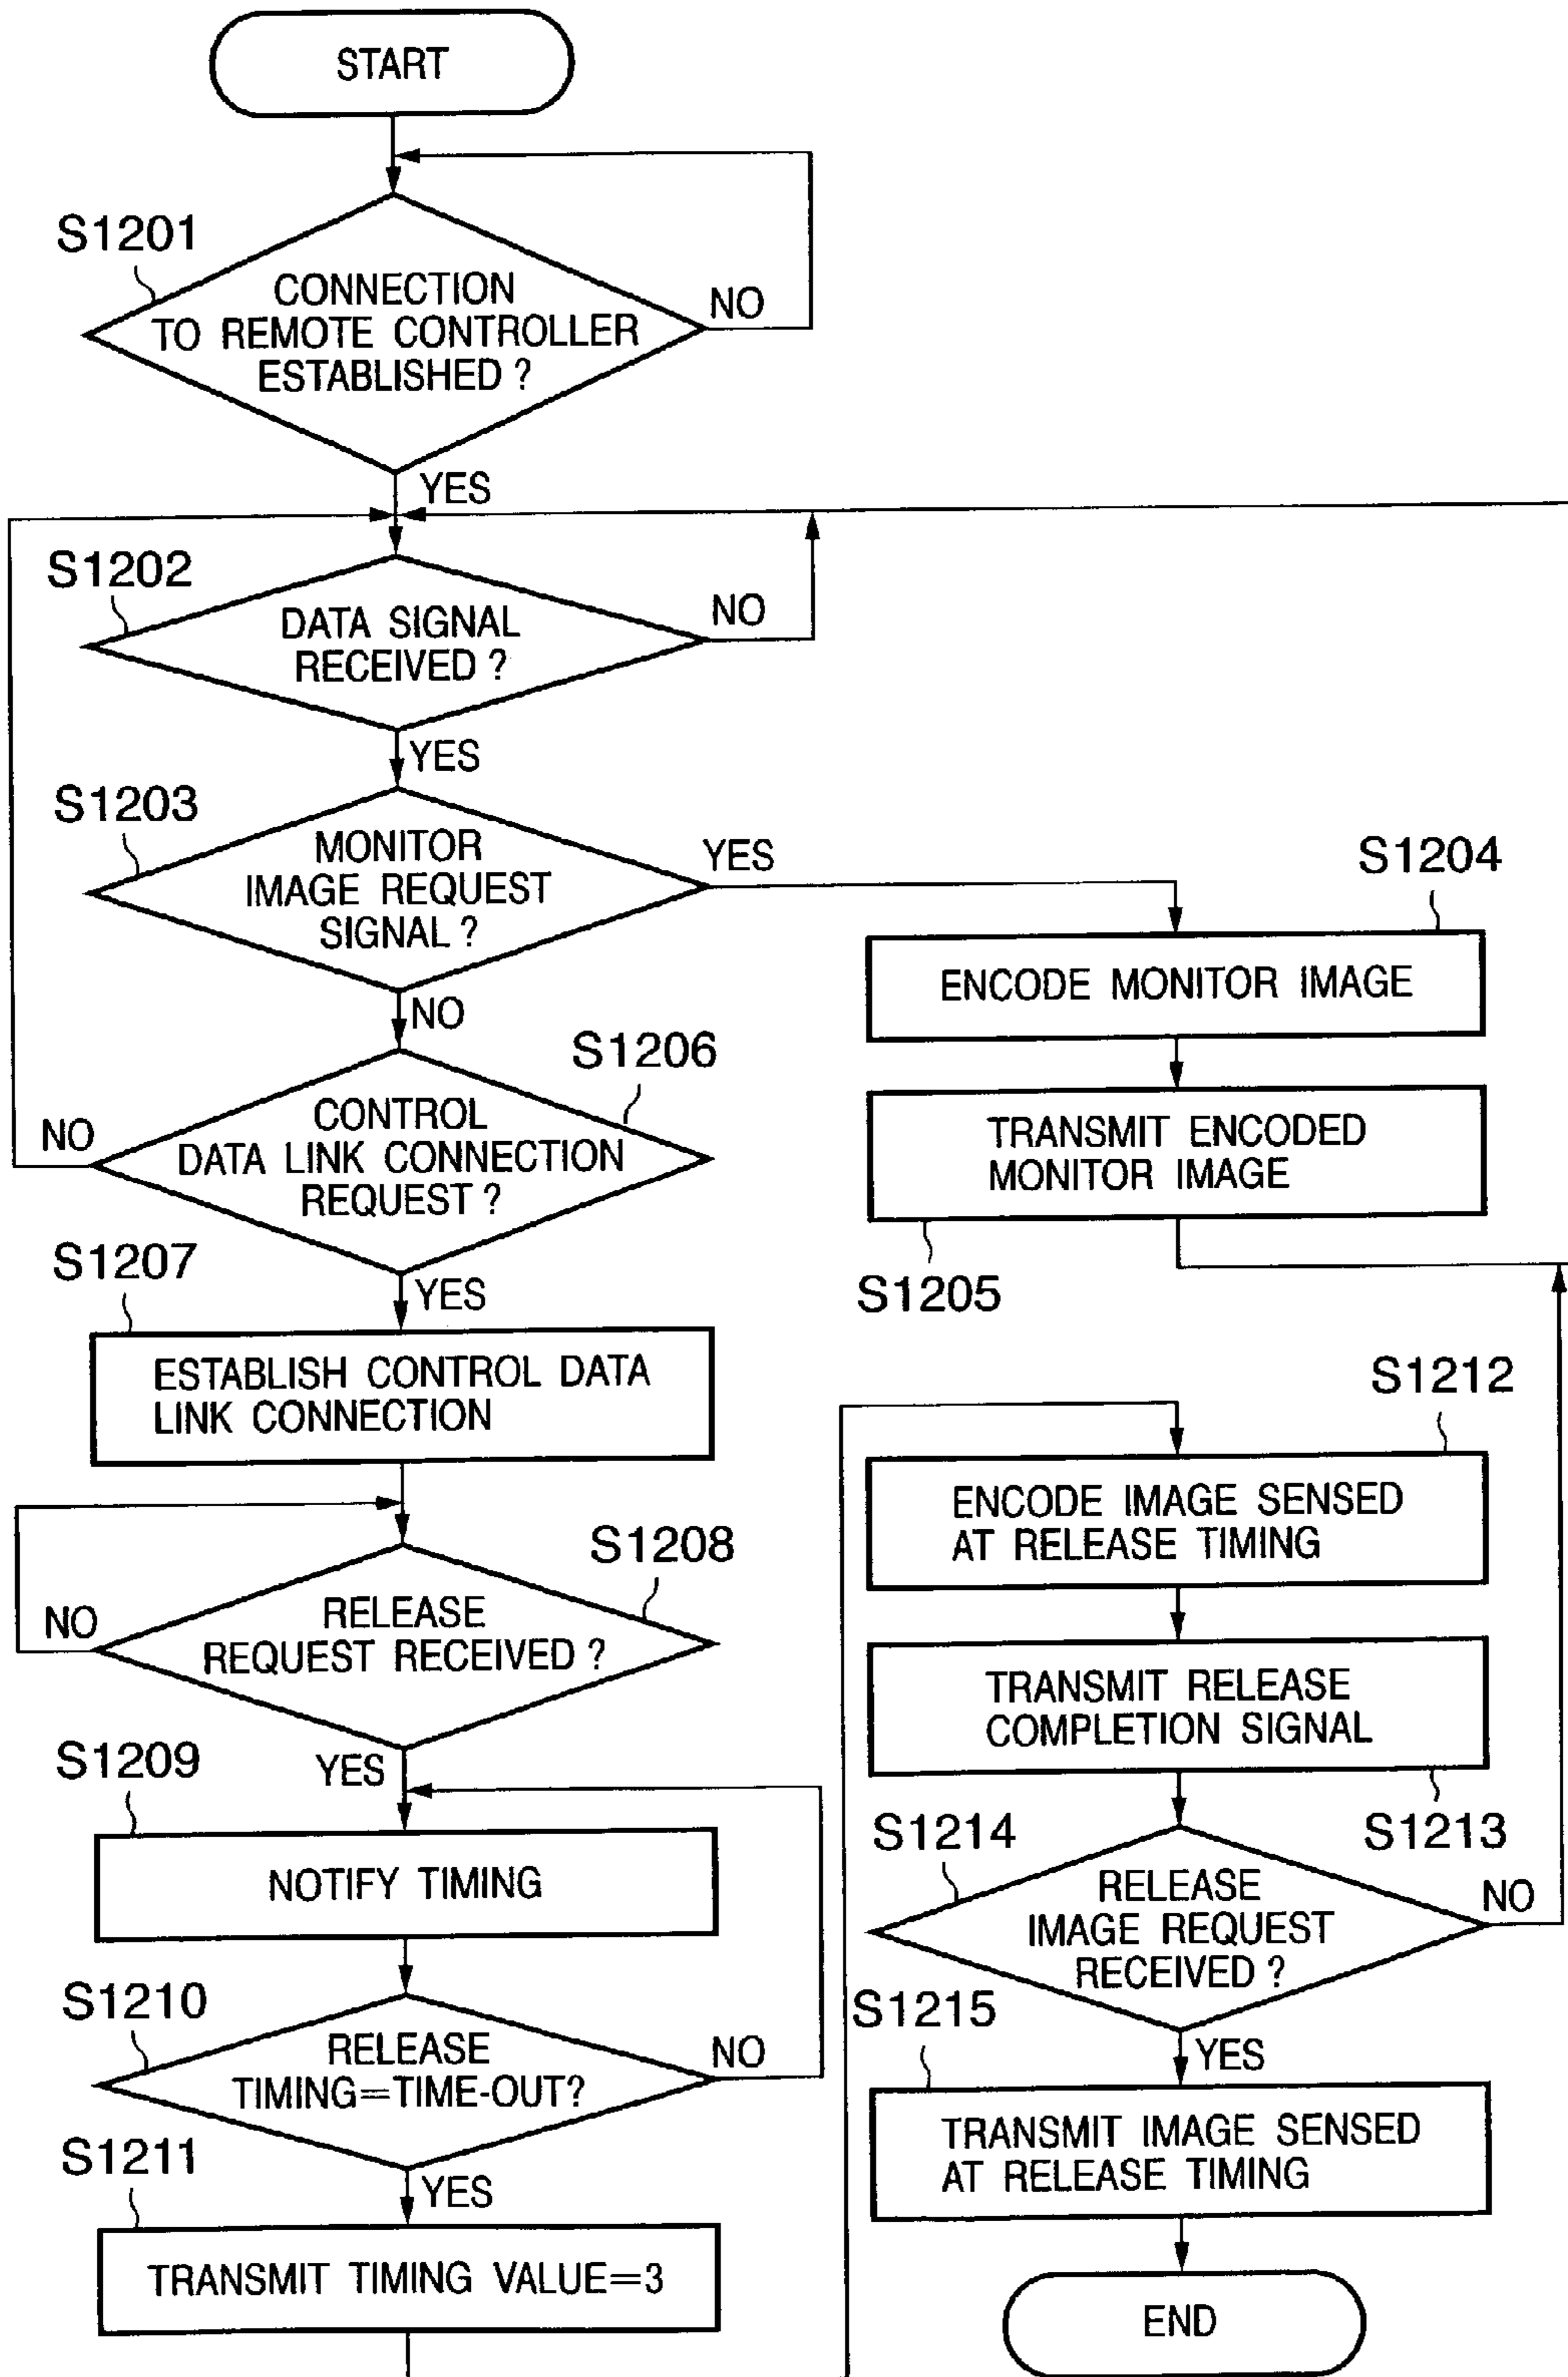 START
S1201
CONNECTION
TO REMOTE CONTROLLER
ESTABLISHED ?
NO
YES
S1202
DATA SIGNAL
RECEIVED ?
NO
YES
S1203
MONITOR
IMAGE REQUEST
SIGNAL ?
YES
NO
S1204
ENCODE MONITOR IMAGE
TRANSMIT ENCODED
MONITOR IMAGE
S1205
S1206
CONTROL
DATA LINK CONNECTION
REQUEST ?
NO
YES
S1207
ESTABLISH CONTROL DATA
LINK CONNECTION
S1208
RELEASE
REQUEST RECEIVED ?
NO
YES
S1209
NOTIFY TIMING
S1210
RELEASE
TIMING=TIME-OUT?
NO
YES
S1211
TRANSMIT TIMING VALUE=3
S1212
ENCODE IMAGE SENSED
AT RELEASE TIMING
TRANSMIT RELEASE
COMPLETION SIGNAL
S1213
S1214
RELEASE
IMAGE REQUEST
RECEIVED ?
NO
YES
S1215
TRANSMIT IMAGE SENSED
AT RELEASE TIMING
END